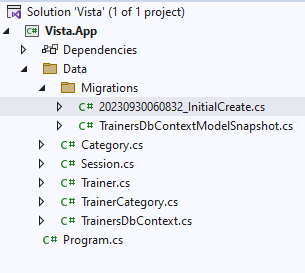 Solution 'Vista' (1 of 1 project)
Vista.App
Dependencies
Data
Migrations
C# 20230930060832_InitialCreate.cs
C# TrainersDbContextModelSnapshot.cs
C# Category.cs
C# Session.cs
C# Trainer.cs
C# TrainerCategory.cs
C# TrainersDbContext.cs
C# Program.cs